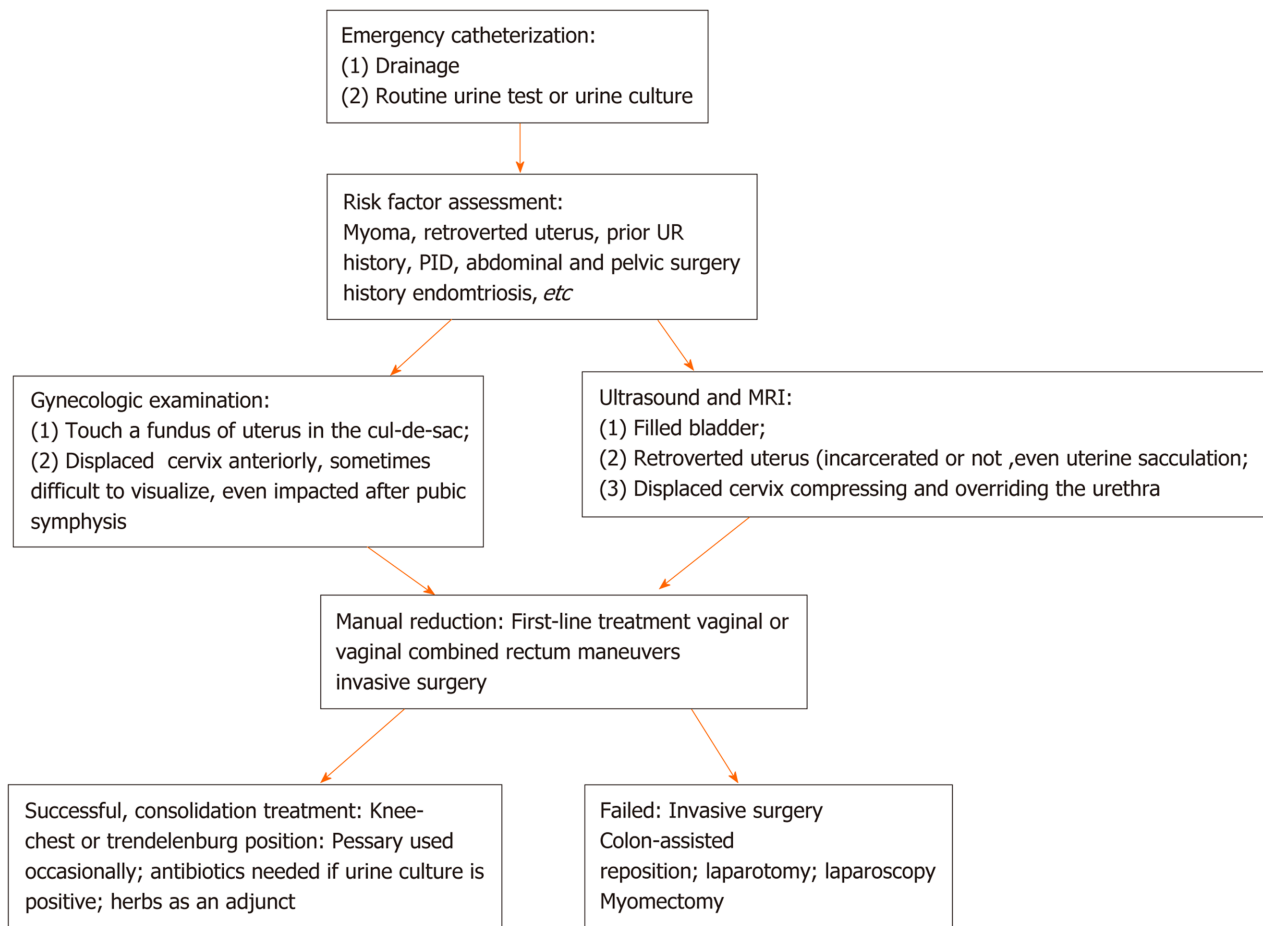 Emergency catheterization:
(1) Drainage
(2) Routine urine test or urine culture
Risk factor assessment:
Myoma, retroverted uterus, prior UR
history, PID, abdominal and pelvic surgery
history endomtriosis, etc
Gynecologic examination:
(1) Touch a fundus of uterus in the cul-de-sac;
(2) Displaced cervix anteriorly, sometimes
difficult to visualize, even impacted after pubic
symphysis
Ultrasound and MRI:
(1) Filled bladder;
(2) Retroverted uterus (incarcerated or not ,even uterine sacculation;
(3) Displaced cervix compressing and overriding the urethra
Manual reduction: First-line treatment vaginal or
vaginal combined rectum maneuvers
invasive surgery
Successful, consolidation treatment: Knee-
chest or trendelenburg position: Pessary used
occasionally; antibiotics needed if urine culture is
positive; herbs as an adjunct
Failed: Invasive surgery
Colon-assisted
reposition; laparotomy; laparoscopy
Myomectomy